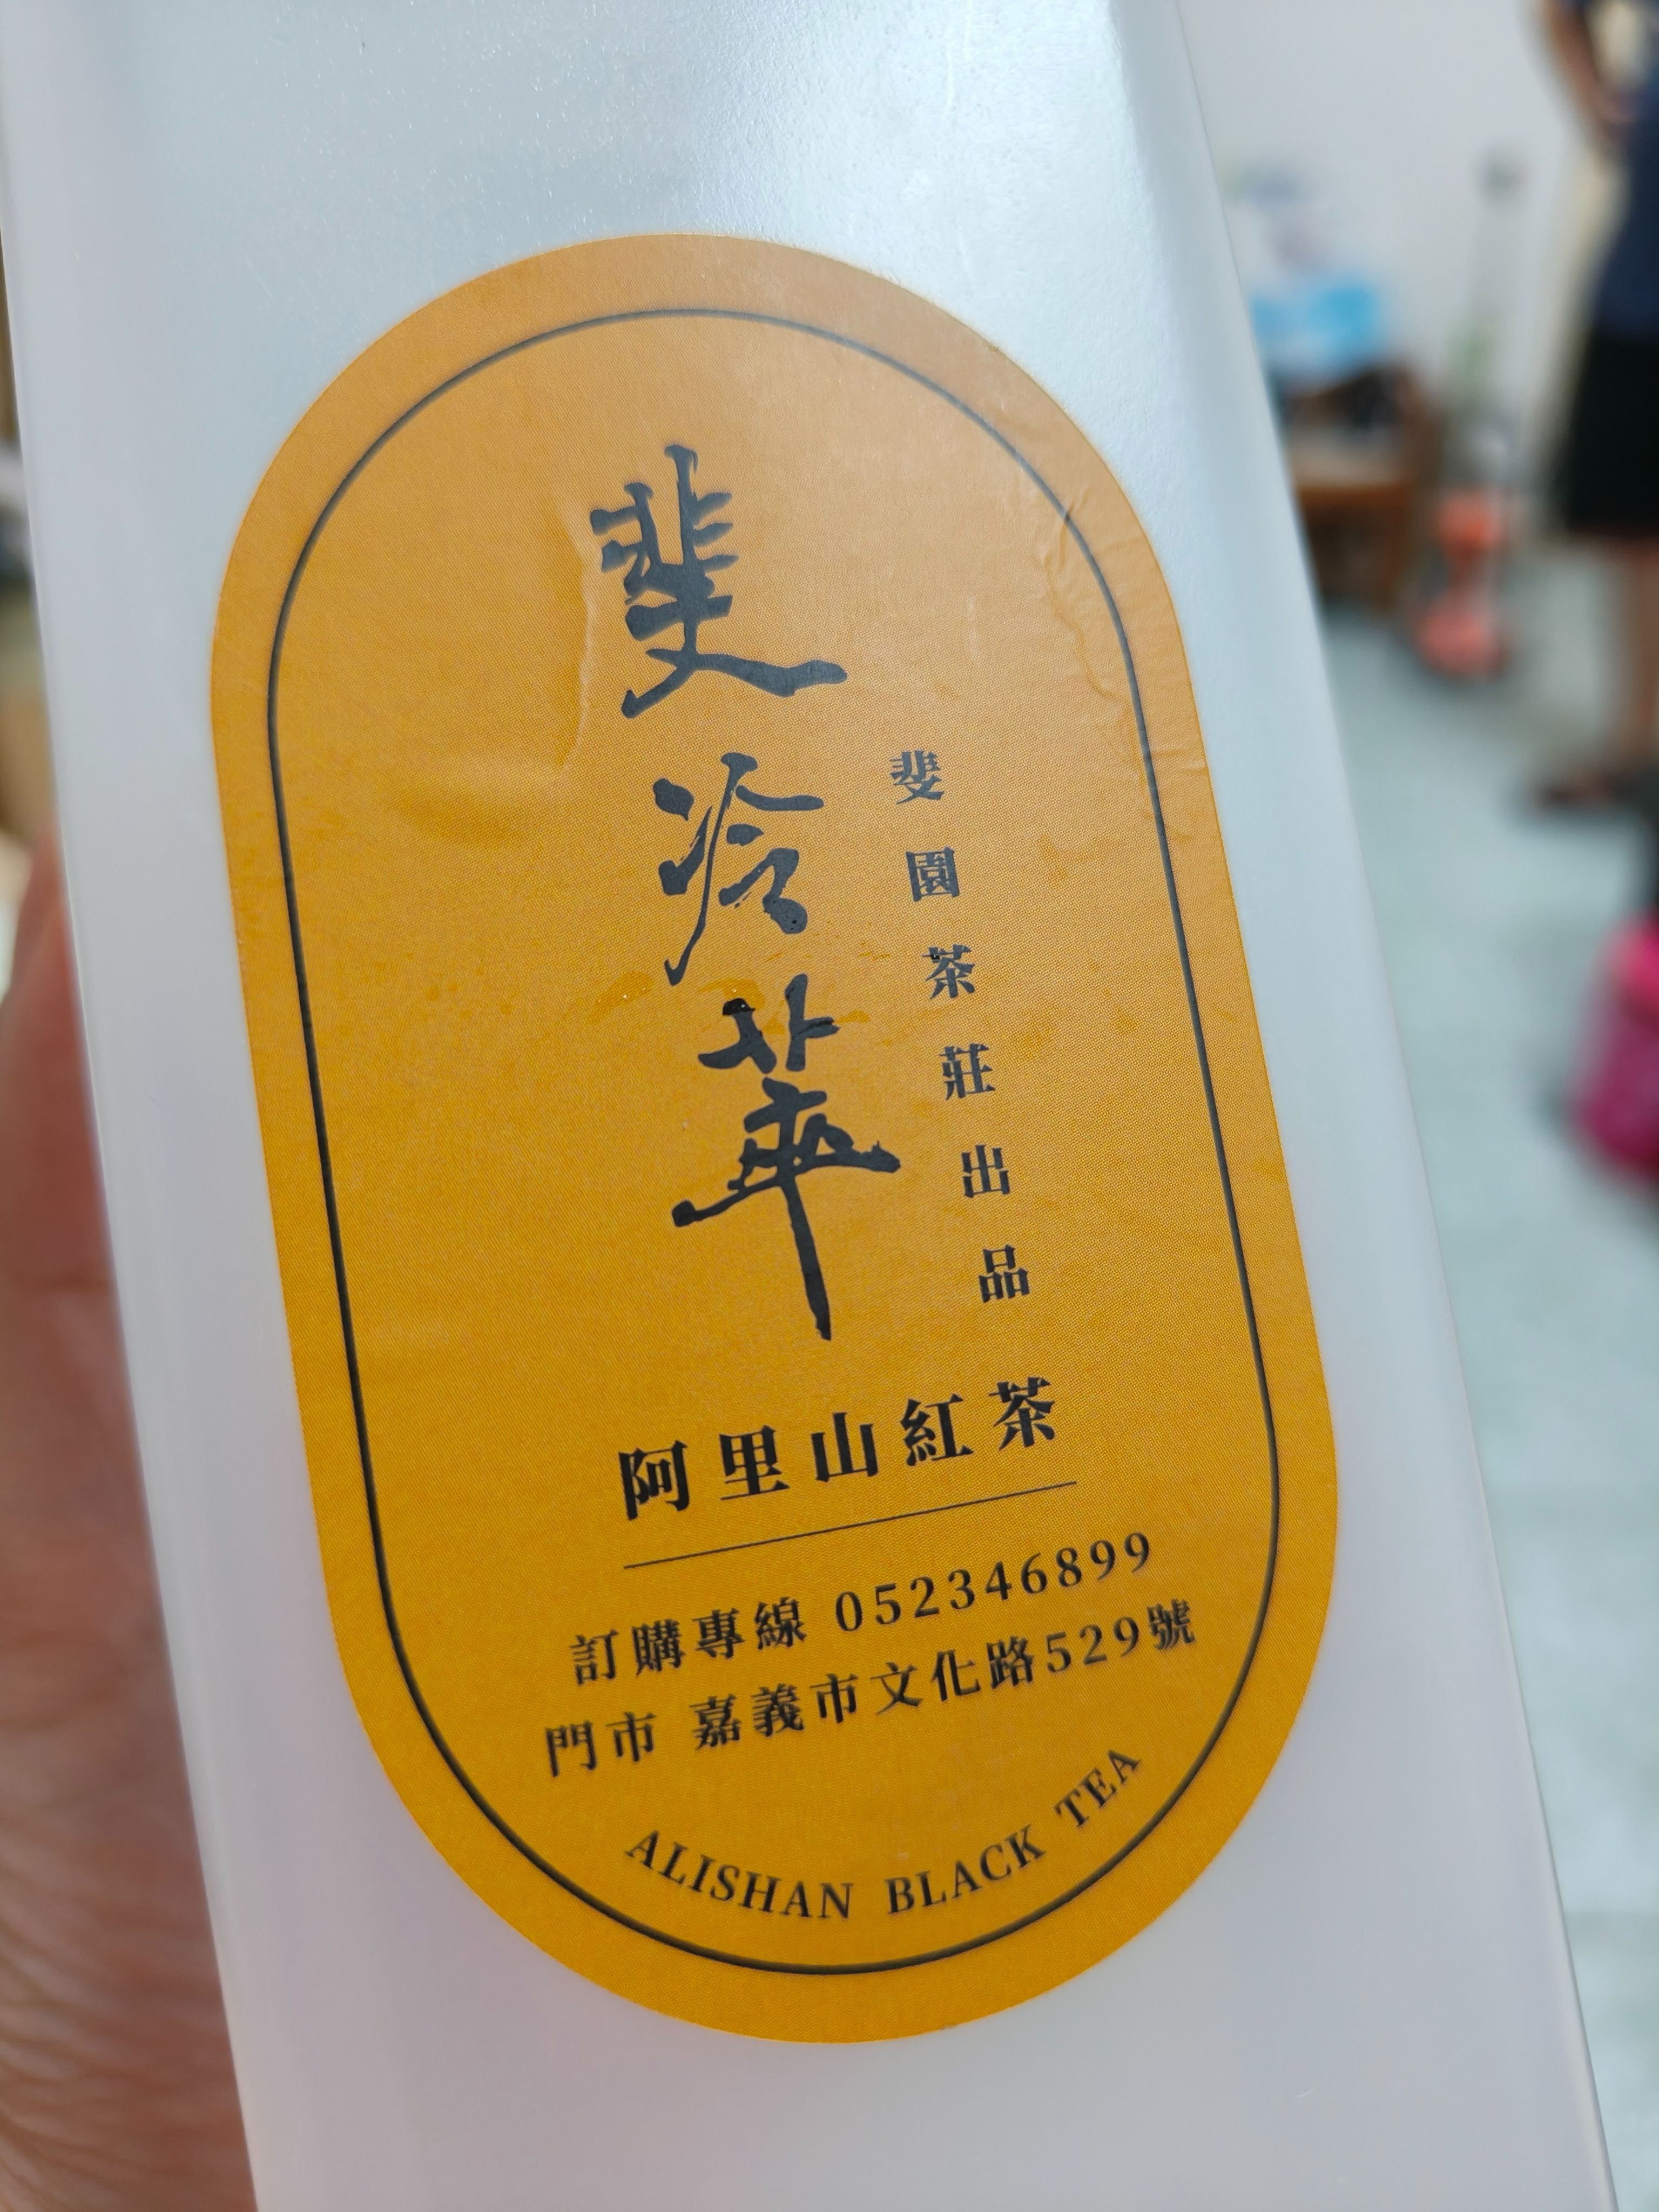 斐冷萃
斐園茶莊出品
阿里山紅茶
訂購專線 052346899
門市 嘉義市文化路529號
ALISHAN BLACK TEA